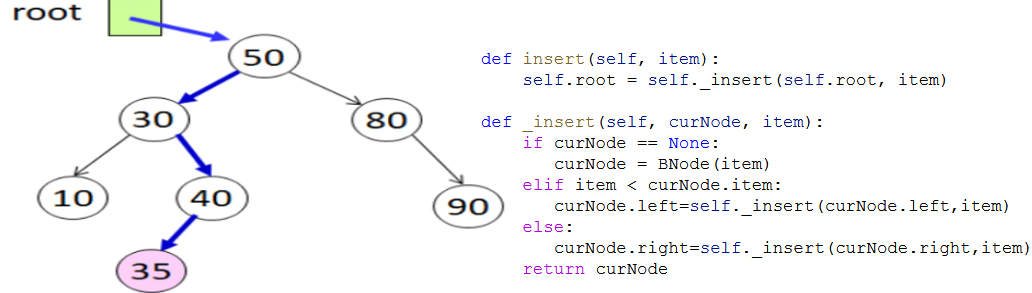 root
50
30
80
10
40
90
35
def insert(self, item):
    self.root = self._insert(self.root, item)
def _insert(self, curNode, item):
    if curNode == None:
       curNode = BNode(item)
    elif item < curNode.item:
       curNode.left=self._insert(curNode.left,item)
    else:
       curNode.right=self._insert(curNode.right,item)
    return curNode